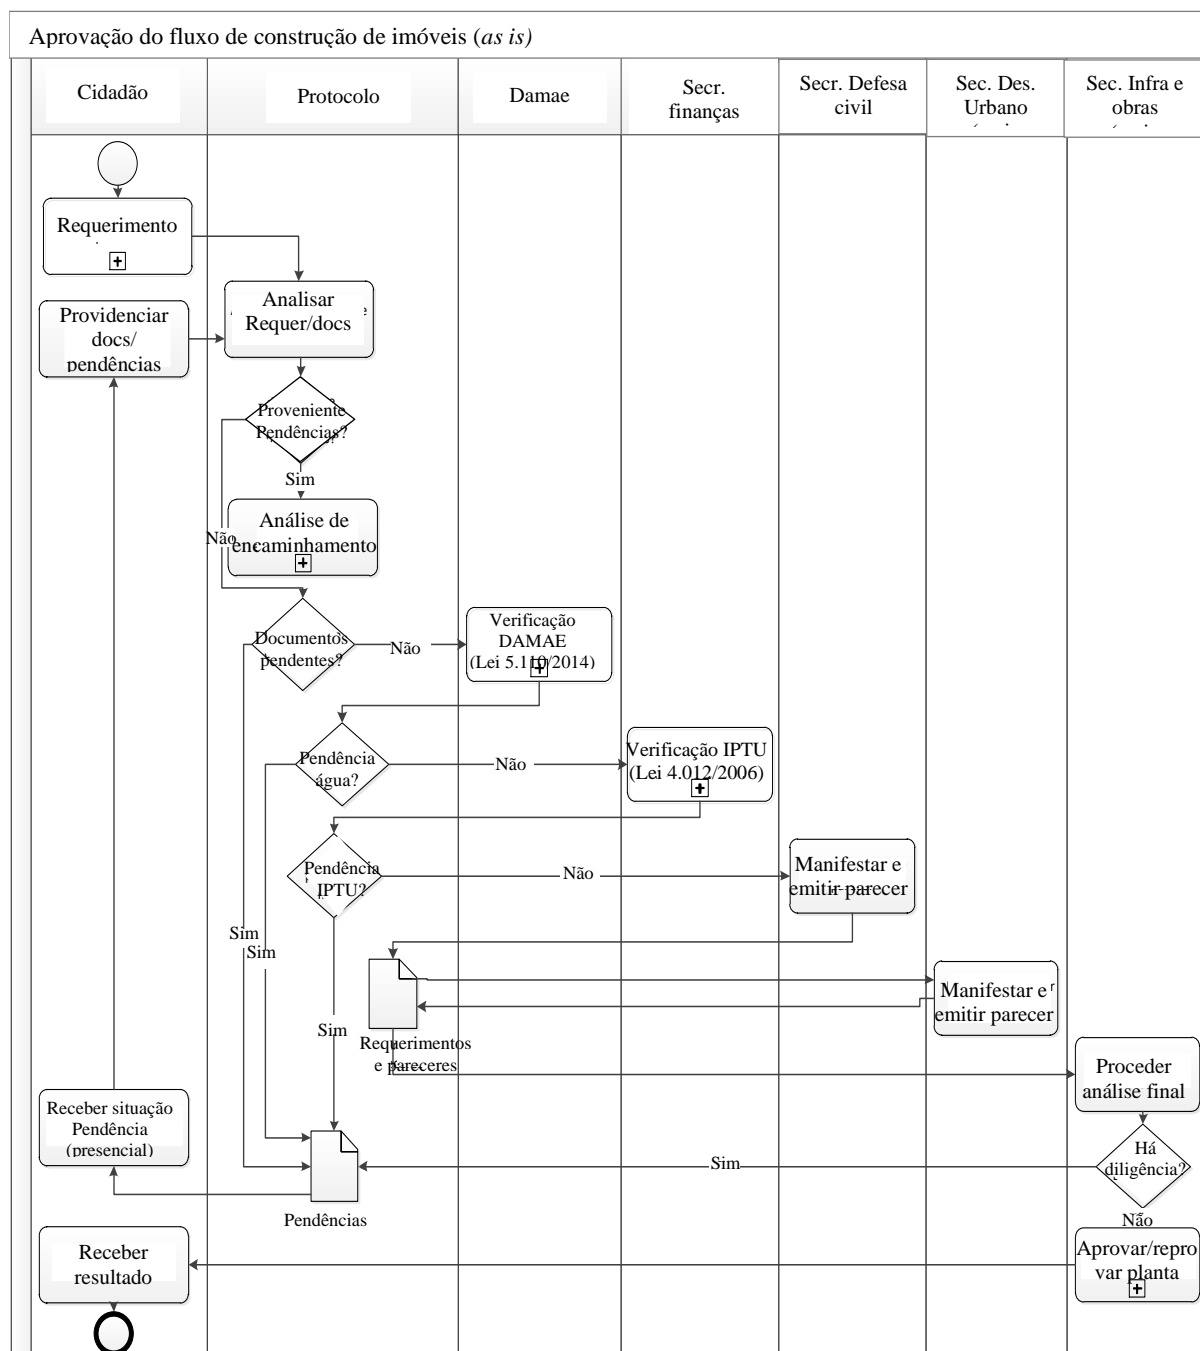 Aprovação do fluxo de construção de imóveis (as is)
Cidadão
Protocolo
Damae
Secr.
finanças
Secr. Defesa
civil
Sec. Des.
Urbano
Sec. Infra e
obras
Requerimento
Analisar
Requer/docs
Providenciar
docs/
pendências
Proveniente
Pendências?
Sim
Não
Análise de
encaminhamento
Documentos
pendentes?
Não
Verificação
DAMAE
(Lei 5.110/2014)
Pendência
água?
Não
Verificação IPTU
(Lei 4.012/2006)
Pendência
IPTU?
Não
Manifestar e
emitir parecer
Sim
Sim
Sim
Manifestar e
emitir parecer
Requerimentos
e pareceres
Proceder
análise final
Receber situação
Pendência
(presencial)
Há
diligência?
Sim
Pendências
Não
Receber
resultado
Aprovar/repro
var planta